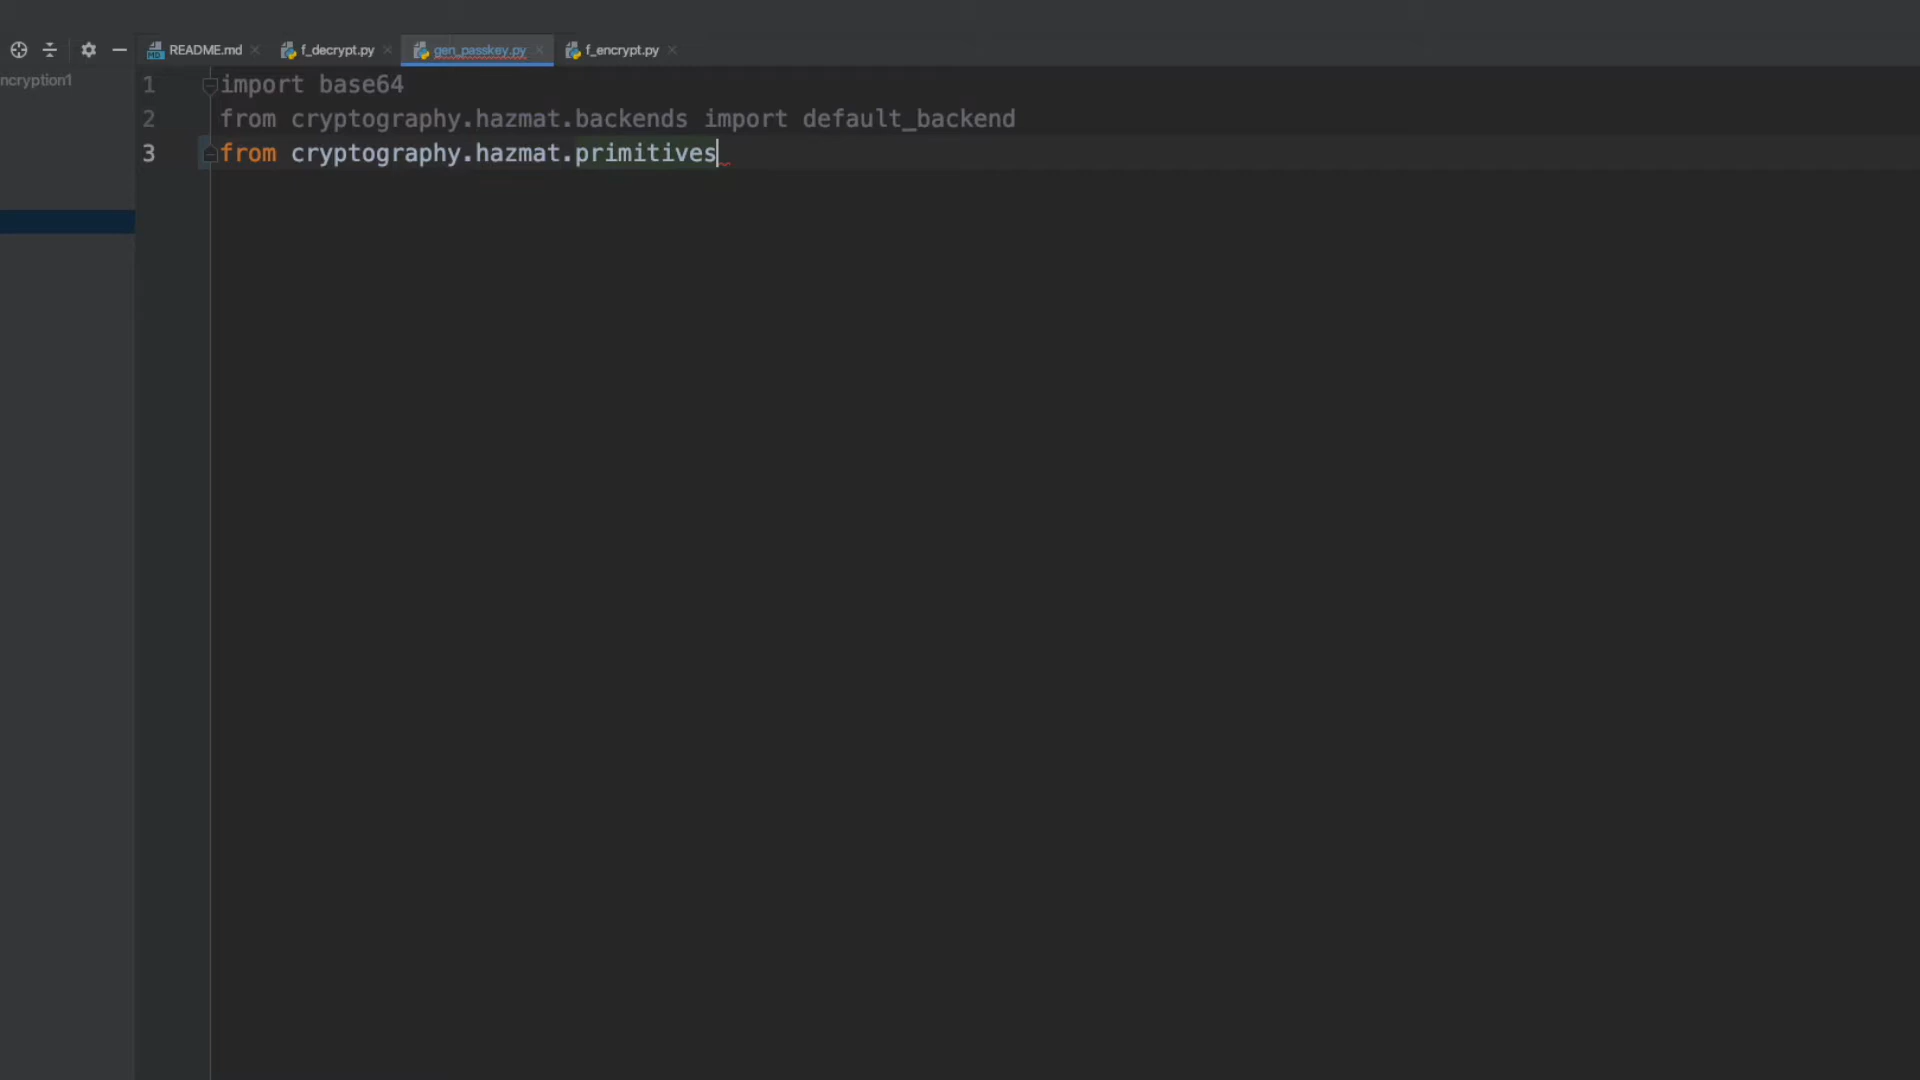 README.md f_decrypt.py gen_passkey.py f_encrypt.py
ncryption1
1 import base64
2 from cryptography.hazmat.backends import default_backend
3 from cryptography.hazmat.primitives